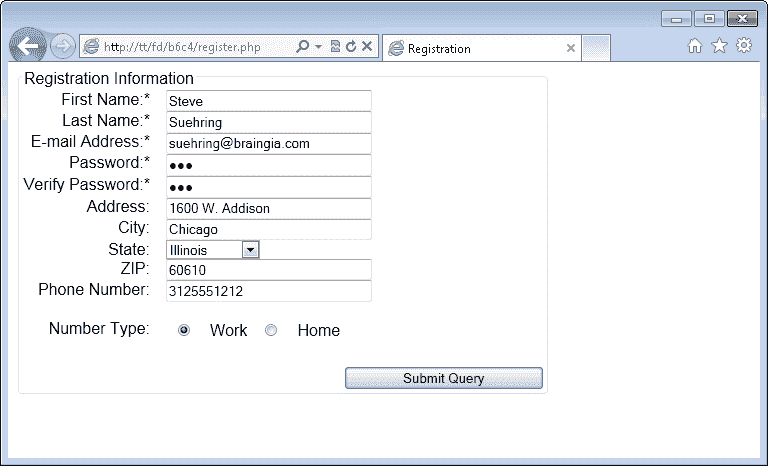 http://tt/fd/b6c4/register.php
Registration
Registration Information
First Name:* Steve
Last Name:* Suehring
E-mail Address:* suehring@braingia.com
Password:* ●●●
Verify Password:* ●●●
Address: 1600 W. Addison
City: Chicago
State: Illinois
ZIP: 60610
Phone Number: 3125551212
Number Type: Work Home
Submit Query